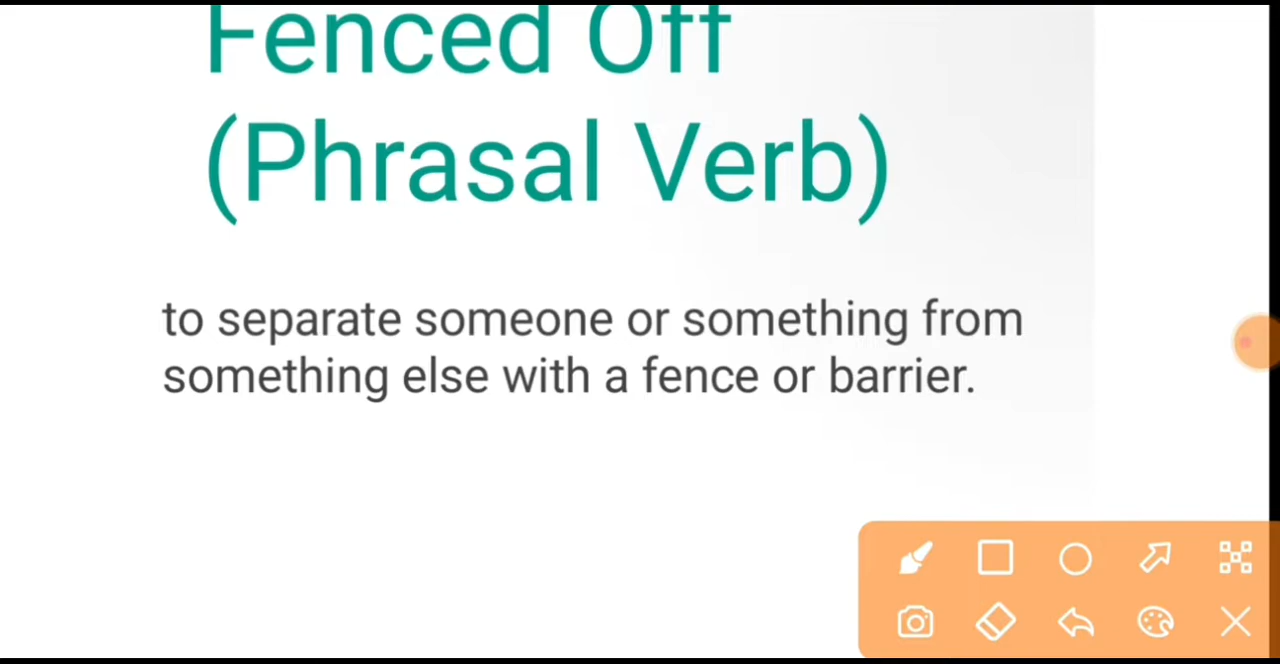 Fenced Off
(Phrasal Verb)
to separate someone or something from
something else with a fence or barrier.